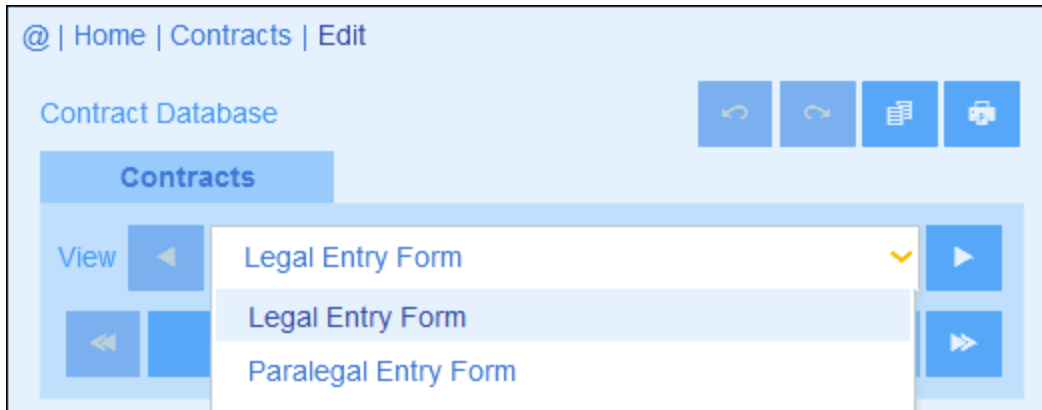 @ | Home | Contracts | Edit
Contract Database
Contracts
View Legal Entry Form
Legal Entry Form
Paralegal Entry Form